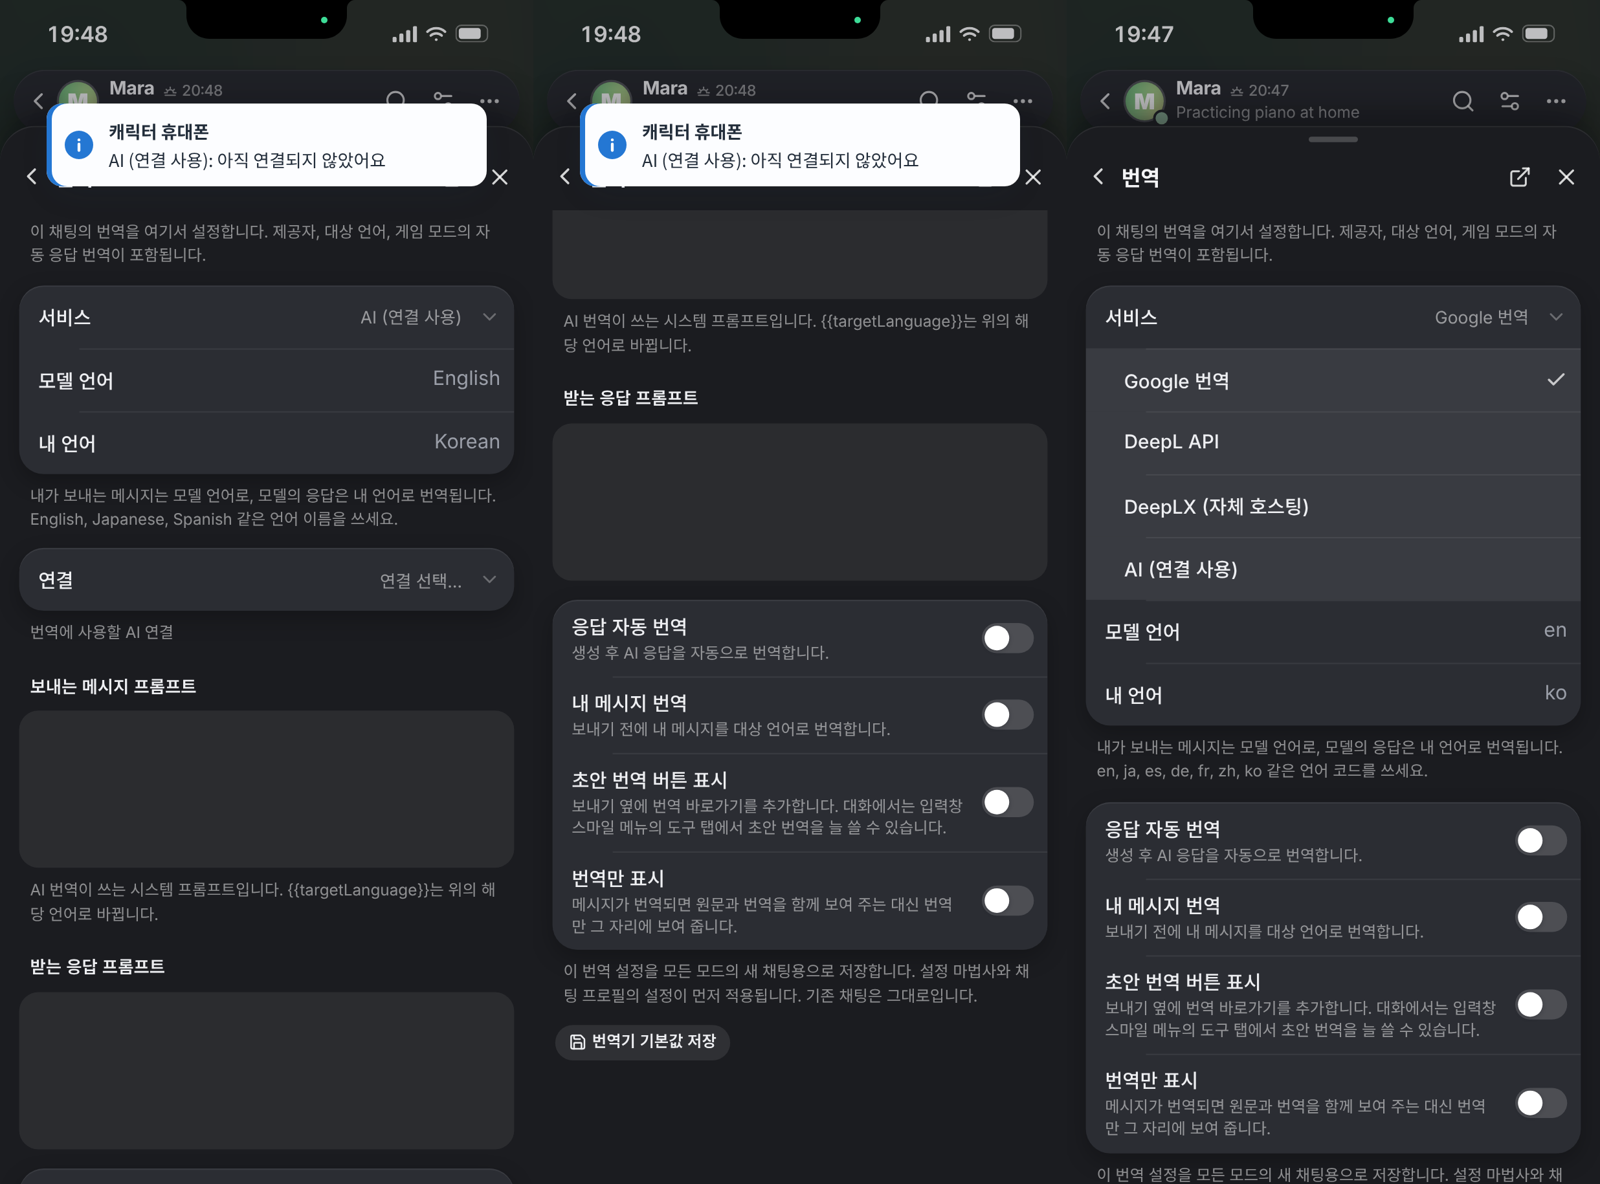 19:48
Mara 20:48
캐릭터 휴대폰
AI (연결 사용): 아직 연결되지 않았어요
이 채팅의 번역을 여기서 설정합니다. 제공자, 대상 언어, 게임 모드의 자
동 응답 번역이 포함됩니다.
서비스 AI (연결 사용)
모델 언어 English
내 언어 Korean
내가 보내는 메시지는 모델 언어로, 모델의 응답은 내 언어로 번역됩니다.
English, Japanese, Spanish 같은 언어 이름을 쓰세요.
연결 연결 선택...
번역에 사용할 AI 연결
보내는 메시지 프롬프트
AI 번역이 쓰는 시스템 프롬프트입니다. {{targetLanguage}}는 위의 해
당 언어로 바뀝니다.
받는 응답 프롬프트
19:48
Mara 20:48
캐릭터 휴대폰
AI (연결 사용): 아직 연결되지 않았어요
AI 번역이 쓰는 시스템 프롬프트입니다. {{targetLanguage}}는 위의 해
당 언어로 바뀝니다.
받는 응답 프롬프트
응답 자동 번역
생성 후 AI 응답을 자동으로 번역합니다.
내 메시지 번역
보내기 전에 내 메시지를 대상 언어로 번역합니다.
초안 번역 버튼 표시
보내기 옆에 번역 바로가기를 추가합니다. 대화에서는 입력창
스마일 메뉴의 도구 탭에서 초안 번역을 늘 쓸 수 있습니다.
번역만 표시
메시지가 번역되면 원문과 번역을 함께 보여 주는 대신 번역
만 그 자리에 보여 줍니다.
이 번역 설정을 모든 모드의 새 채팅용으로 저장합니다. 설정 마법사와 채
팅 프로필의 설정이 먼저 적용됩니다. 기존 채팅은 그대로입니다.
번역기 기본값 저장
19:47
M
Mara 20:47
Practicing piano at home
번역
이 채팅의 번역을 여기서 설정합니다. 제공자, 대상 언어, 게임 모드의 자
동 응답 번역이 포함됩니다.
서비스 Google 번역
Google 번역
DeepL API
DeepLX (자체 호스팅)
AI (연결 사용)
모델 언어 en
내 언어 ko
내가 보내는 메시지는 모델 언어로, 모델의 응답은 내 언어로 번역됩니다.
en, ja, es, de, fr, zh, ko 같은 언어 코드를 쓰세요.
응답 자동 번역
생성 후 AI 응답을 자동으로 번역합니다.
내 메시지 번역
보내기 전에 내 메시지를 대상 언어로 번역합니다.
초안 번역 버튼 표시
보내기 옆에 번역 바로가기를 추가합니다. 대화에서는 입력창
스마일 메뉴의 도구 탭에서 초안 번역을 늘 쓸 수 있습니다.
번역만 표시
메시지가 번역되면 원문과 번역을 함께 보여 주는 대신 번역
만 그 자리에 보여 줍니다.
이 번역 설정을 모든 모드의 새 채팅용으로 저장합니다. 설정 마법사와 채